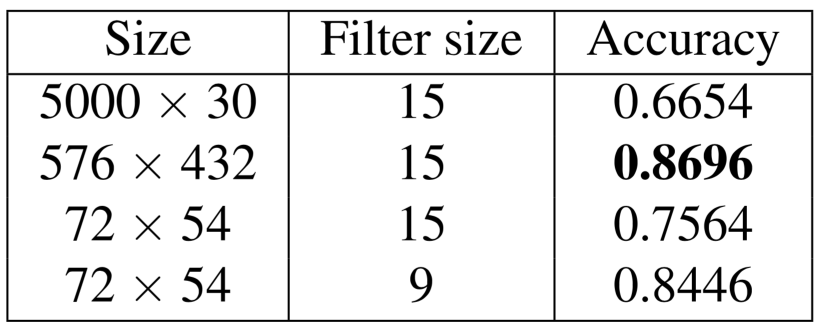 Size Filter size Accuracy
5000 × 30 15 0.6654
576 × 432 15 0.8696
72 × 54 15 0.7564
72 × 54 9 0.8446